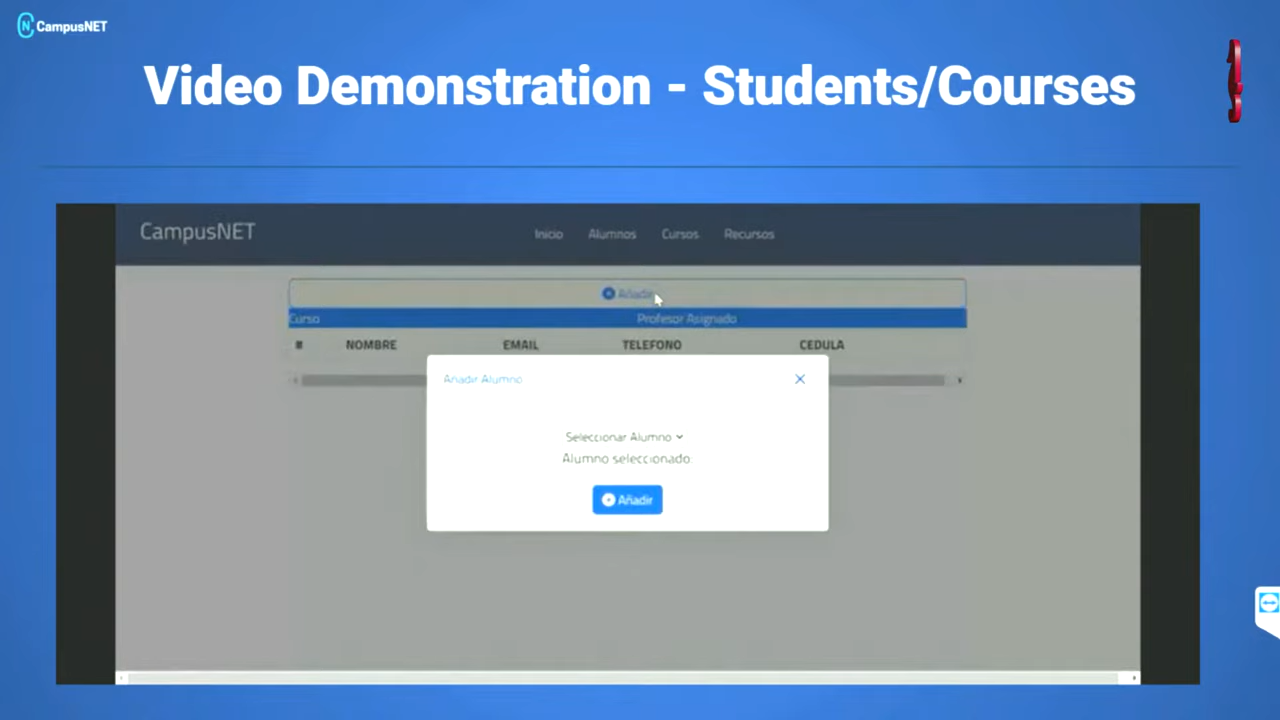 CampusNET
Video Demonstration - Students/Courses
CampusNET
Inicio Alumnos Cursos Recursos
Añadir
Curso Profesor Asignado
# NOMBRE EMAIL TELEFONO CEDULA
Añadir Alumno
Seleccionar Alumno
Alumno seleccionado:
Añadir